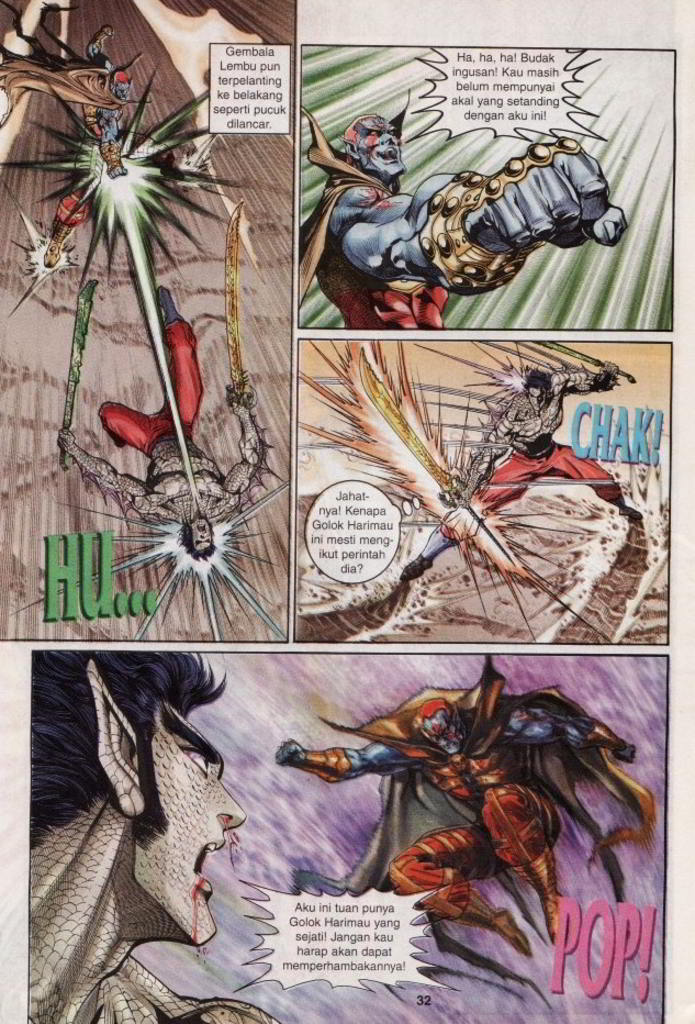 Gembala
Lembu pun
terpelanting
ke belakang
seperti pucuk
dilancar.
Ha, ha, ha! Budak
ingusan! Kau masih
belum mempunyai
akal yang setanding
dengan aku ini!
HU...
CHAK!
Jahat-
nya! Kenapa
Golok Harimau
ini mesti meng-
ikut perintah
dia?
Aku ini tuan punya
Golok Harimau yang
sejati! Jangan kau
harap akan dapat
memperhambakannya!
POP!
32